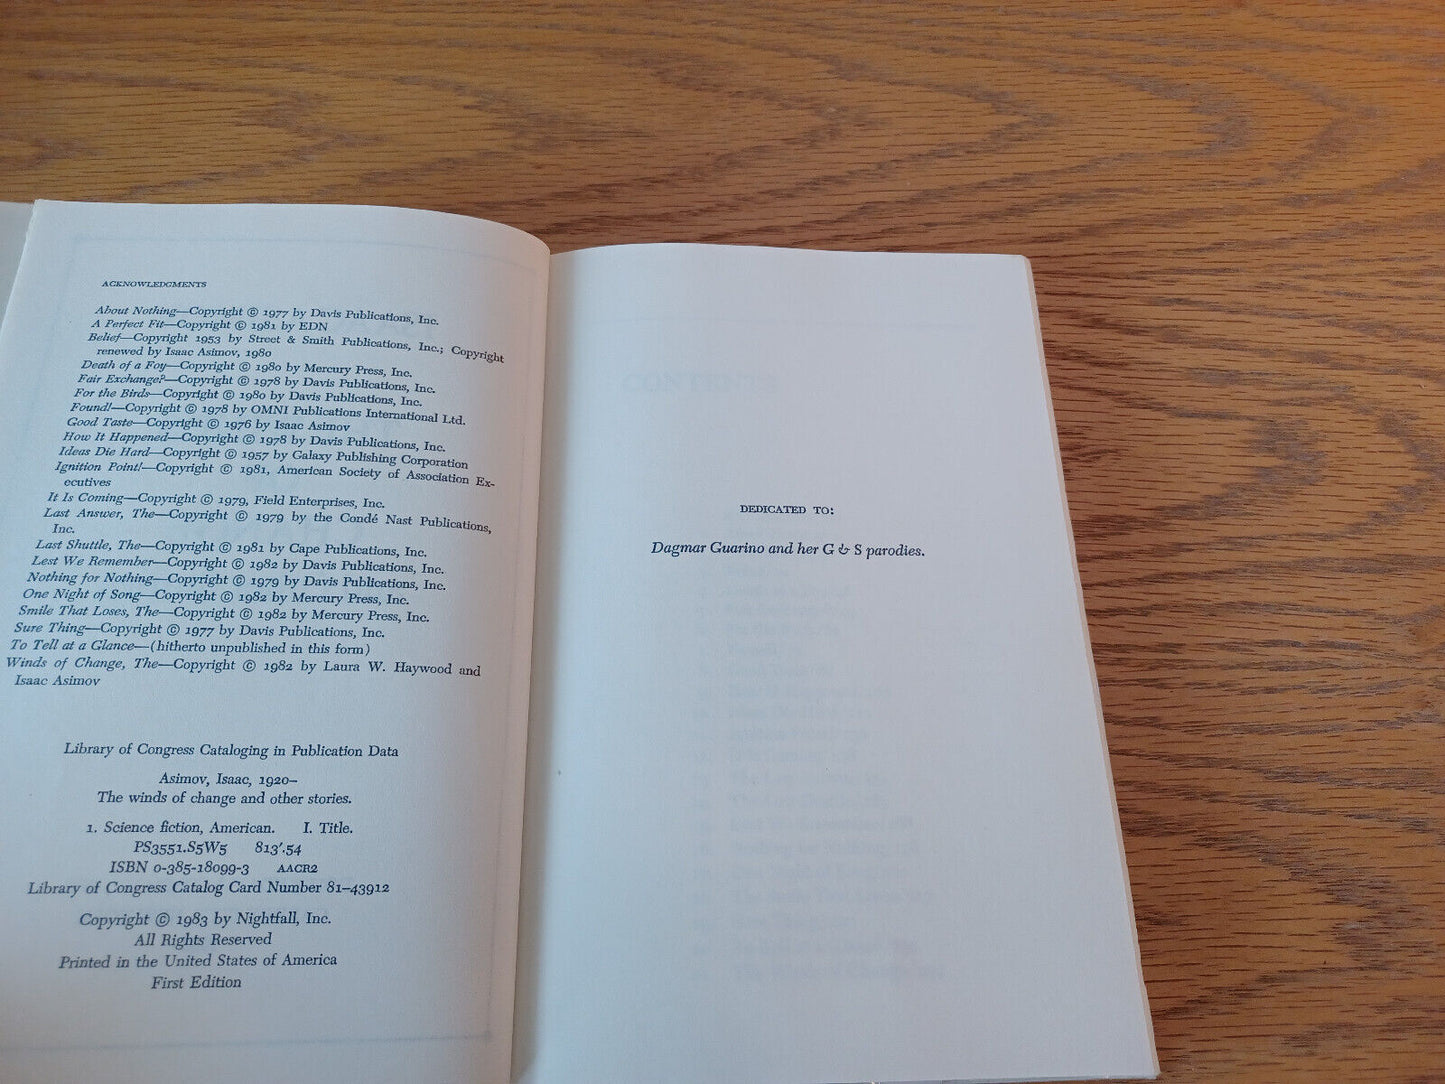 ACKNOWLEDGMENTS
About Nothing—Copyright © 1977 by Davis Publications, Inc.
A Perfect Fit—Copyright © 1981 by EDN
Belief—Copyright 1953 by Street & Smith Publications, Inc.; Copyright
renewed by Isaac Asimov, 1980
Death of a Foy—Copyright © 1980 by Mercury Press, Inc.
Fair Exchange?—Copyright © 1978 by Davis Publications, Inc.
For the Birds—Copyright © 1980 by Davis Publications, Inc.
Found!—Copyright © 1978 by OMNI Publications International Ltd.
Good Taste—Copyright © 1976 by Isaac Asimov
How It Happened—Copyright © 1978 by Davis Publications, Inc.
Ideas Die Hard—Copyright © 1957 by Galaxy Publishing Corporation
Ignition Point!—Copyright © 1981, American Society of Association Ex-
ecutives
It Is Coming—Copyright © 1979, Field Enterprises, Inc.
Last Answer, The—Copyright © 1979 by the Condé Nast Publications,
Inc.
Last Shuttle, The—Copyright © 1981 by Cape Publications, Inc.
Lest We Remember—Copyright © 1982 by Davis Publications, Inc.
Nothing for Nothing—Copyright © 1979 by Davis Publications, Inc.
One Night of Song—Copyright © 1982 by Mercury Press, Inc.
Smile That Loses, The—Copyright © 1982 by Mercury Press, Inc.
Sure Thing—Copyright © 1977 by Davis Publications, Inc.
To Tell at a Glance—(hitherto unpublished in this form)
Winds of Change, The—Copyright © 1982 by Laura W. Haywood and
Isaac Asimov
Library of Congress Cataloging in Publication Data
Asimov, Isaac, 1920–
The winds of change and other stories.
1. Science fiction, American. I. Title.
PS3551.S5W5 813'.54
ISBN 0-385-18099-3 AACR2
Library of Congress Catalog Card Number 81–43912
Copyright © 1983 by Nightfall, Inc.
All Rights Reserved
Printed in the United States of America
First Edition
DEDICATED TO:
Dagmar Guarino and her G & S parodies.